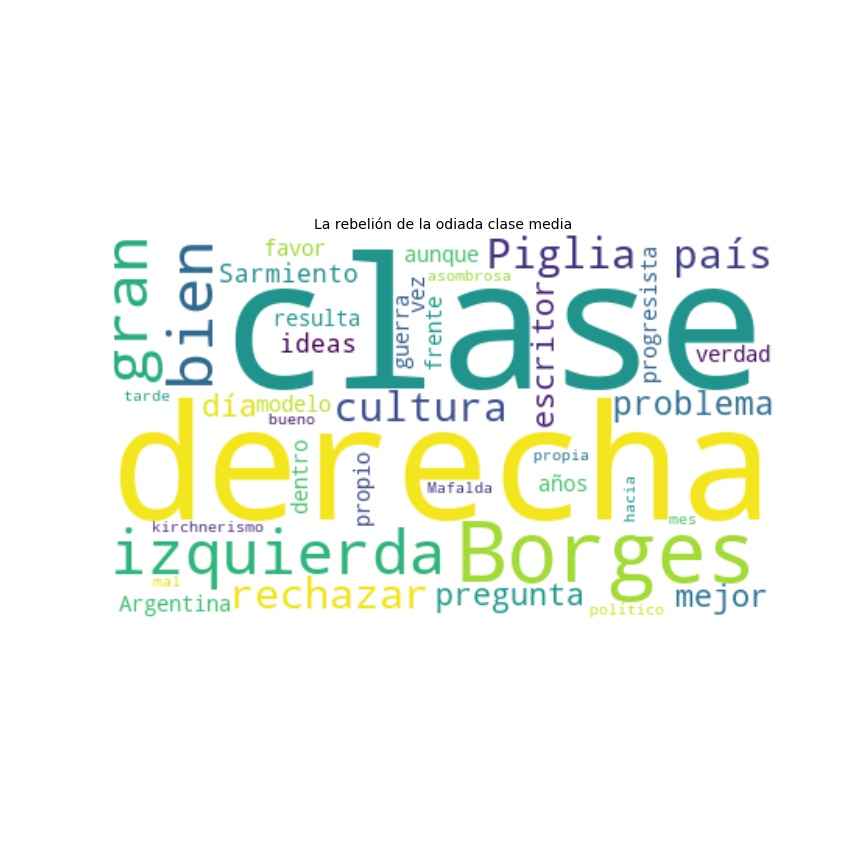 La rebelión de la odiada clase media
gran
bien
favor
Sarmiento
aunque
asombrosa
Piglia
país
clase
resulta
ideas
guerra
vez
frente
escritor
progresista
verdad
tarde
día
modelo
bueno
cultura
problema
derecha
dentro
propio
Mafalda
propia
años
hacia
mes
kirchnerismo
izquierda
Borges
mal
Argentina
rechazar
pregunta
político
mejor